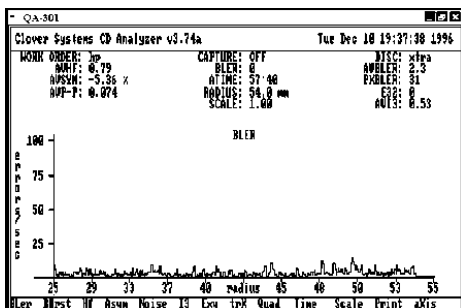 QA-301
Clover Systems CD Analyzer v3.74a Tue Dec 10 19:37:38 1996
WORK ORDER: hp CAPTURE: OFF DISC: xtra
AVHF: 0.79 BLER: 0 AVBLER: 2.3
AVSYM: -5.36 % ATIME: 57:40 PKBLER: 31
AVP-P: 0.074 RADIUS: 54.0 mm E32: 0
SCALE: 1.00 AVI3: 0.53
BLER
100
75
50
25
errors/sec
25 29 33 37 40 radius 45 48 50 53 55
Bler BUrst Hf Asym Noise I3 trK Quad Time Scale Print aXis